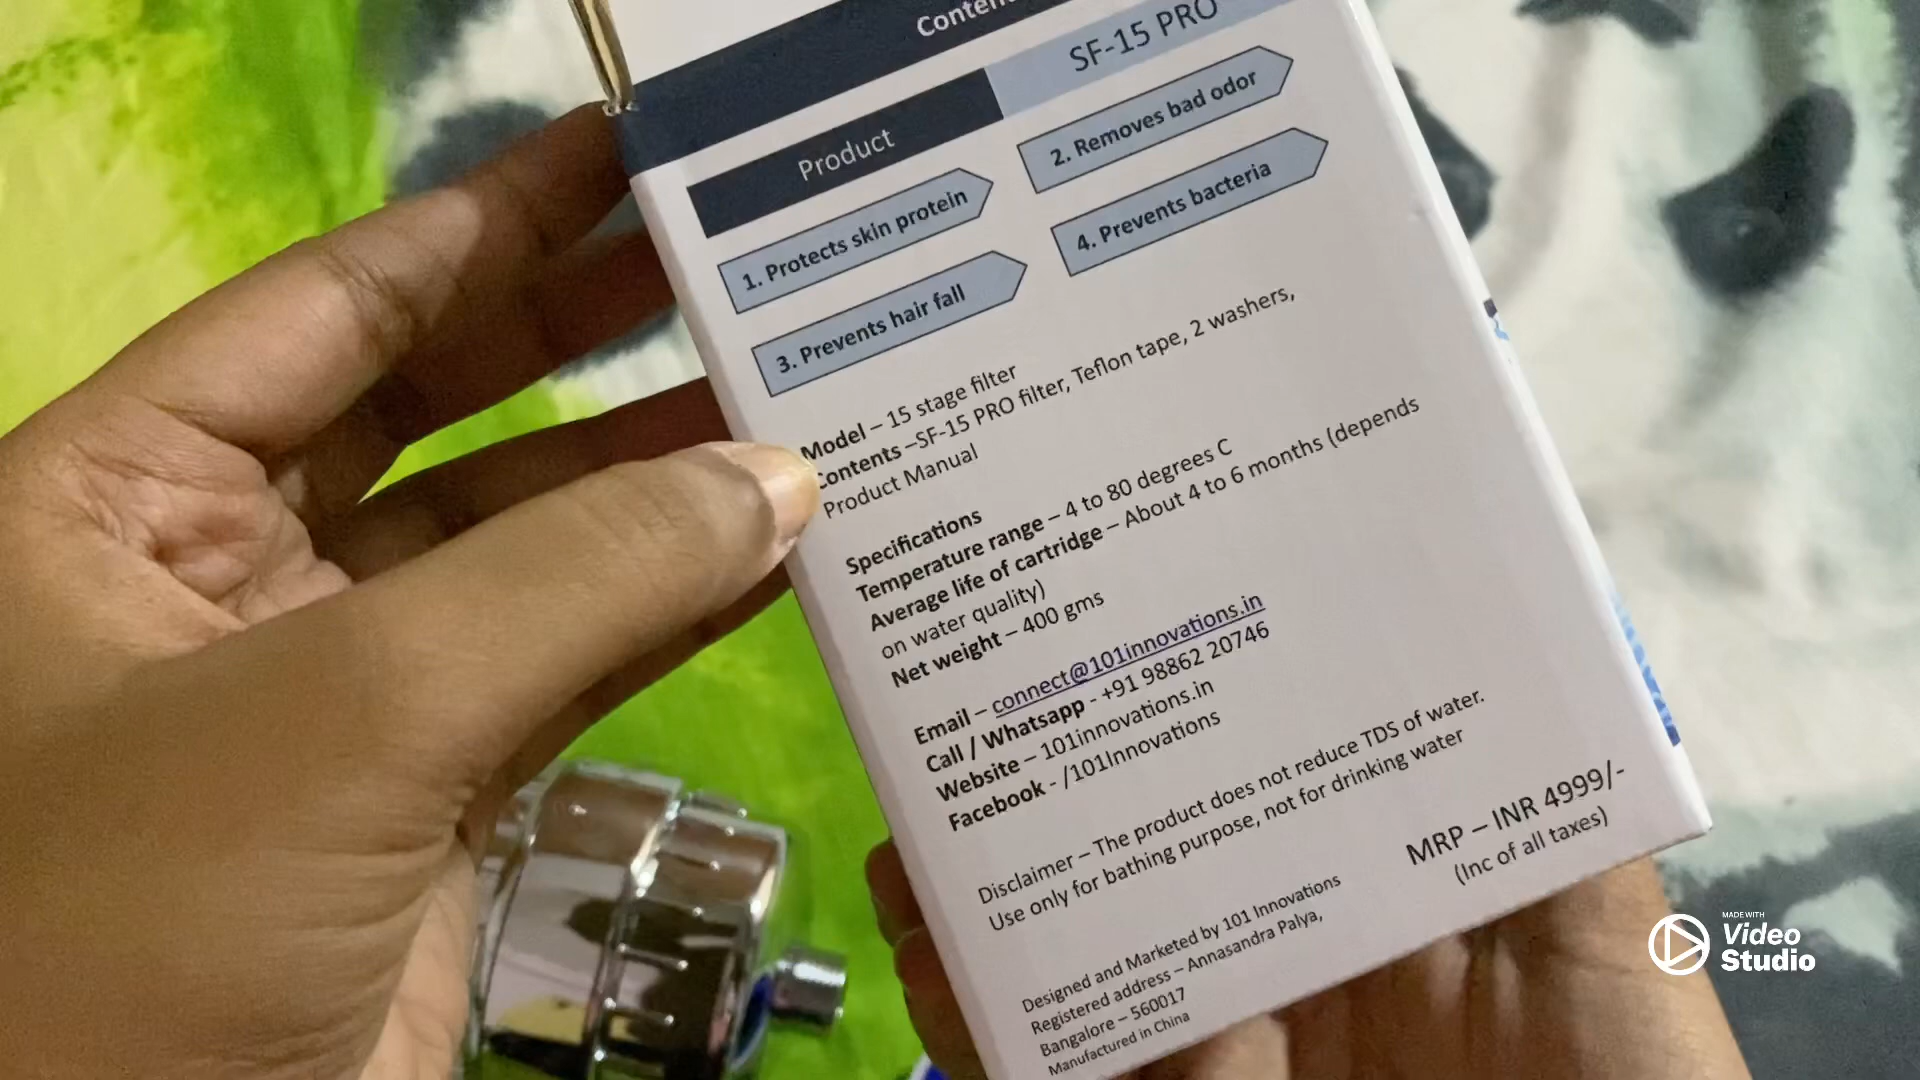 Conten
Product
SF-15 PRO
1. Protects skin protein
2. Removes bad odor
3. Prevents hair fall
4. Prevents bacteria
Model – 15 stage filter
Contents –SF-15 PRO filter, Teflon tape, 2 washers,
Product Manual
Specifications
Temperature range – 4 to 80 degrees C
Average life of cartridge – About 4 to 6 months (depends
on water quality)
Net weight – 400 gms
Email – connect@101innovations.in
Call / Whatsapp - +91 98862 20746
Website – 101innovations.in
Facebook - /101Innovations
Disclaimer – The product does not reduce TDS of water.
Use only for bathing purpose, not for drinking water
MRP – INR 4999/-
(Inc of all taxes)
Designed and Marketed by 101 Innovations
Registered address – Annasandra Palya,
Bangalore – 560017
Manufactured in China
MADE WITH
Video
Studio